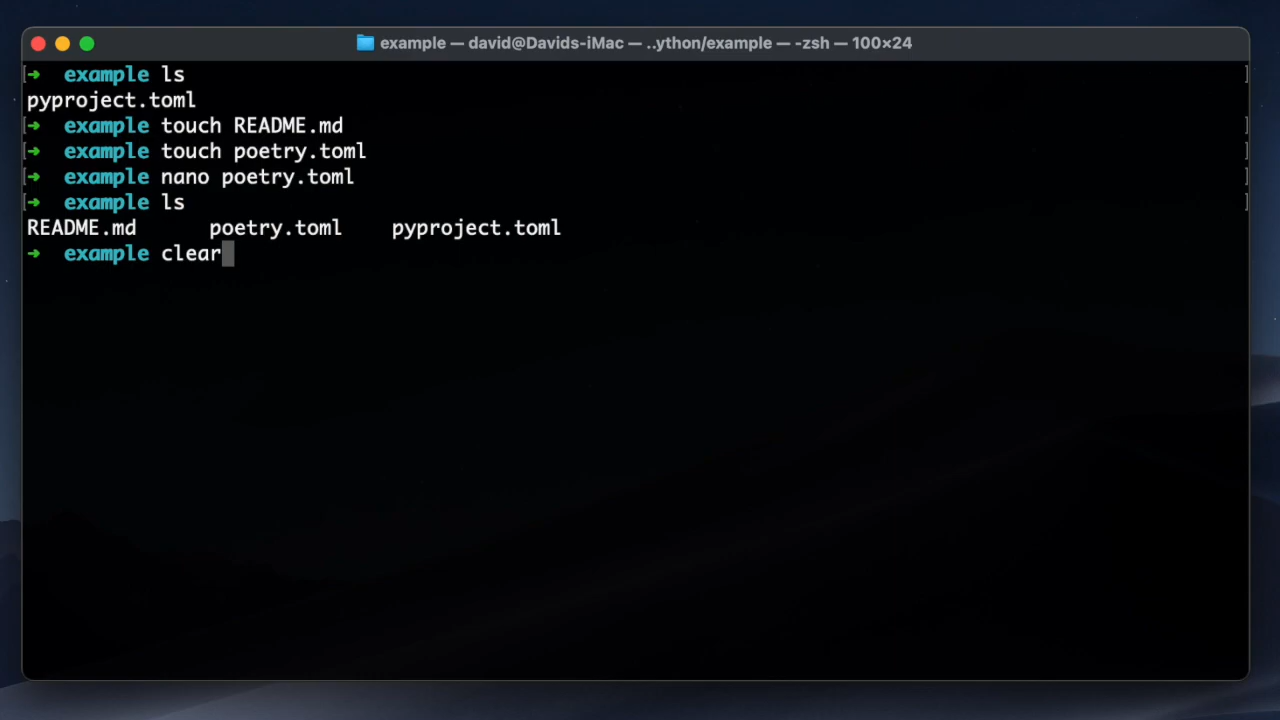 example — david@Davids-iMac — ..ython/example — -zsh — 100×24
[➜  example ls ]
pyproject.toml
[➜  example touch README.md ]
[➜  example touch poetry.toml ]
[➜  example nano poetry.toml ]
[➜  example ls ]
README.md      poetry.toml    pyproject.toml
➜  example clear